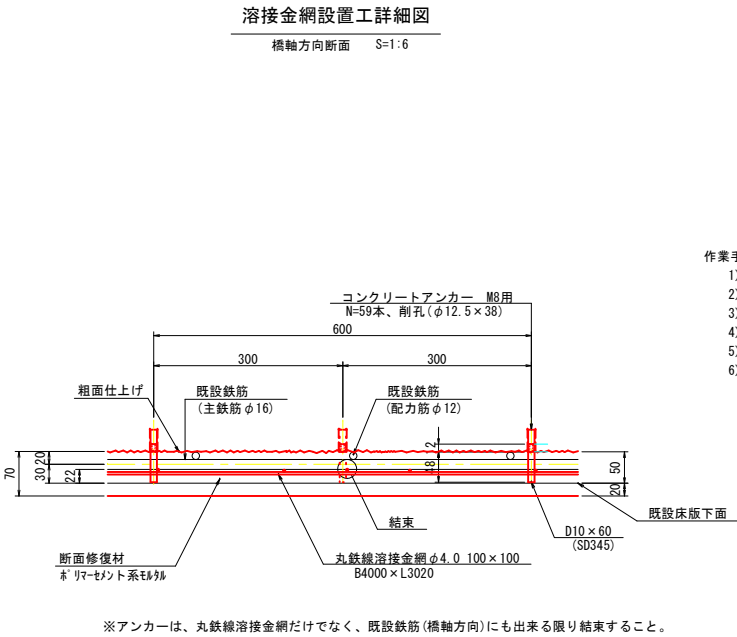 溶接金網設置工詳細図
橋軸方向断面 S=1:6
作業手
1)
2)
3)
4)
5)
6)
コンクリートアンカー M8用
N=59本、削孔(φ12.5×38)
600
300
300
粗面仕上げ
既設鉄筋
(主鉄筋φ16)
既設鉄筋
(配力筋φ12)
2
70
20
30
22
48
50
20
結束
既設床版下面
D10×60
(SD345)
断面修復材
ポリマーセメント系モルタル
丸鉄線溶接金網φ4.0 100×100
B4000×L3020
※アンカーは、丸鉄線溶接金網だけでなく、既設鉄筋(橋軸方向)にも出来る限り結束すること。